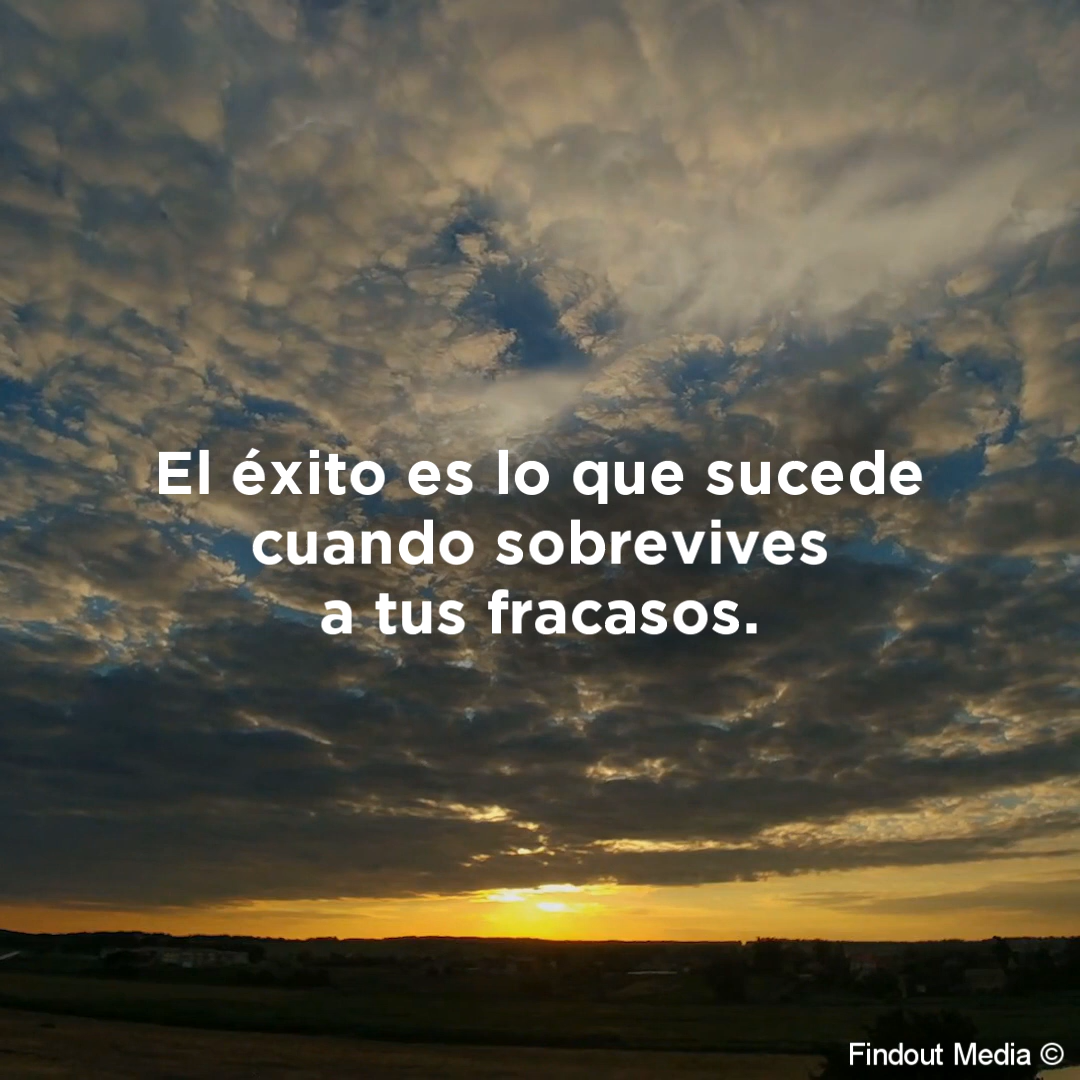 El éxito es lo que sucede
cuando sobrevives
a tus fracasos.
Findout Media ©